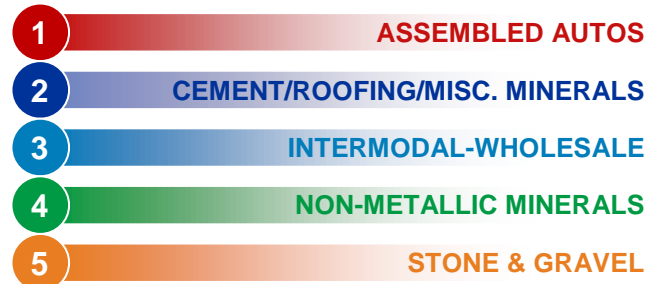 1 ASSEMBLED AUTOS
2 CEMENT/ROOFING/MISC. MINERALS
3 INTERMODAL-WHOLESALE
4 NON-METALLIC MINERALS
5 STONE & GRAVEL